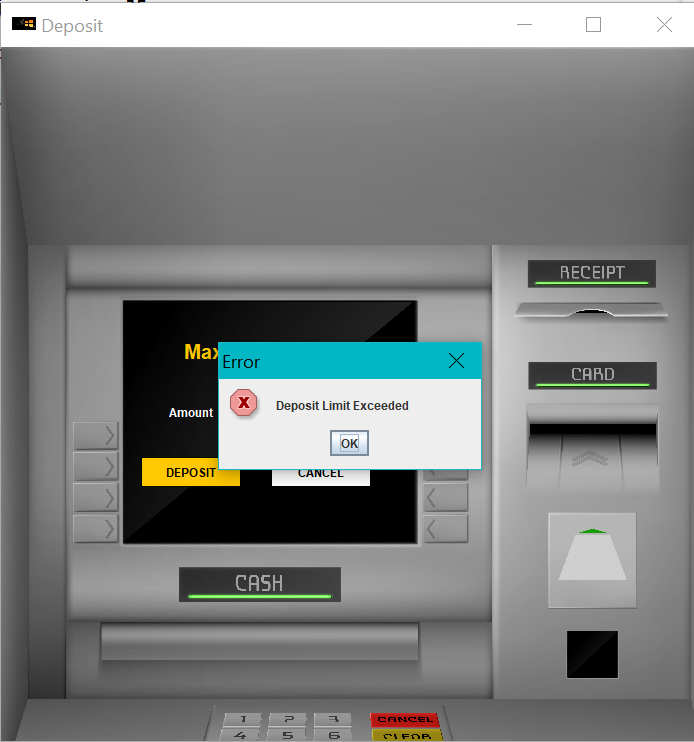 Deposit
RECEIPT
Error
Deposit Limit Exceeded
CARD
Amount
OK
DEPOSIT
CANCEL
CASH
1 2 3 CANCEL
4 5 6 CLEAR